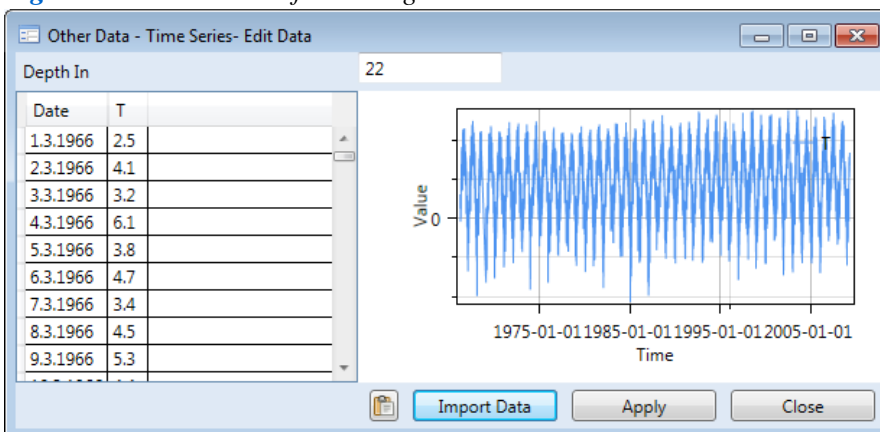 Other Data - Time Series- Edit Data
Depth In 22
Date T
1.3.1966 2.5
2.3.1966 4.1
3.3.1966 3.2
4.3.1966 6.1
5.3.1966 3.8
6.3.1966 4.7
7.3.1966 3.4
8.3.1966 4.5
9.3.1966 5.3
T
Value
0
1975-01-01 1985-01-01 1995-01-01 2005-01-01
Time
Import Data Apply Close